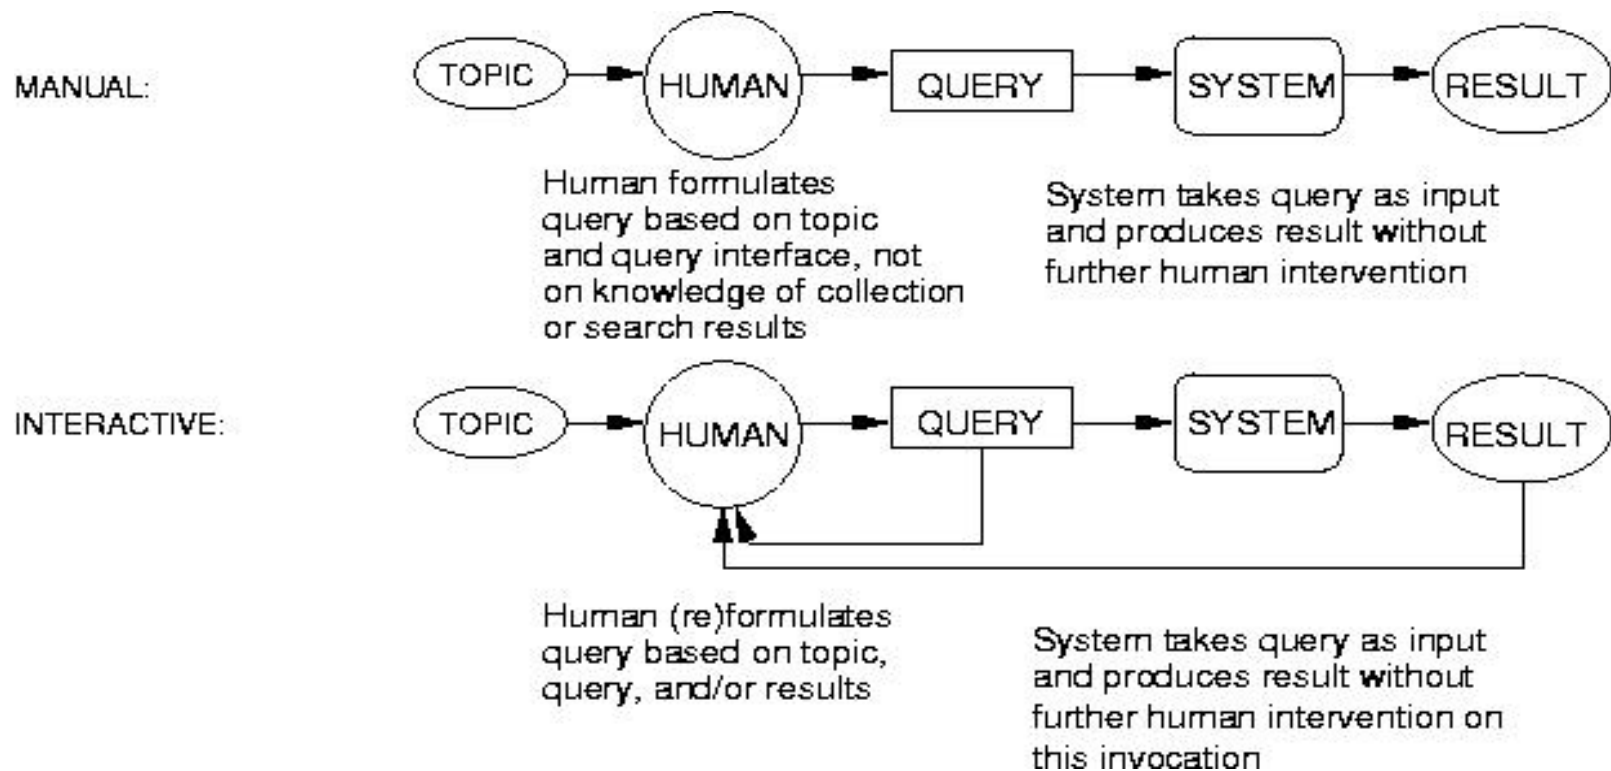 MANUAL:
TOPIC
HUMAN
QUERY
SYSTEM
RESULT
Human formulates
query based on topic
and query interface, not
on knowledge of collection
or search results
System takes query as input
and produces result without
further human intervention
INTERACTIVE:
TOPIC
HUMAN
QUERY
SYSTEM
RESULT
Human (re)formulates
query based on topic,
query, and/or results
System takes query as input
and produces result without
further human intervention on
this invocation